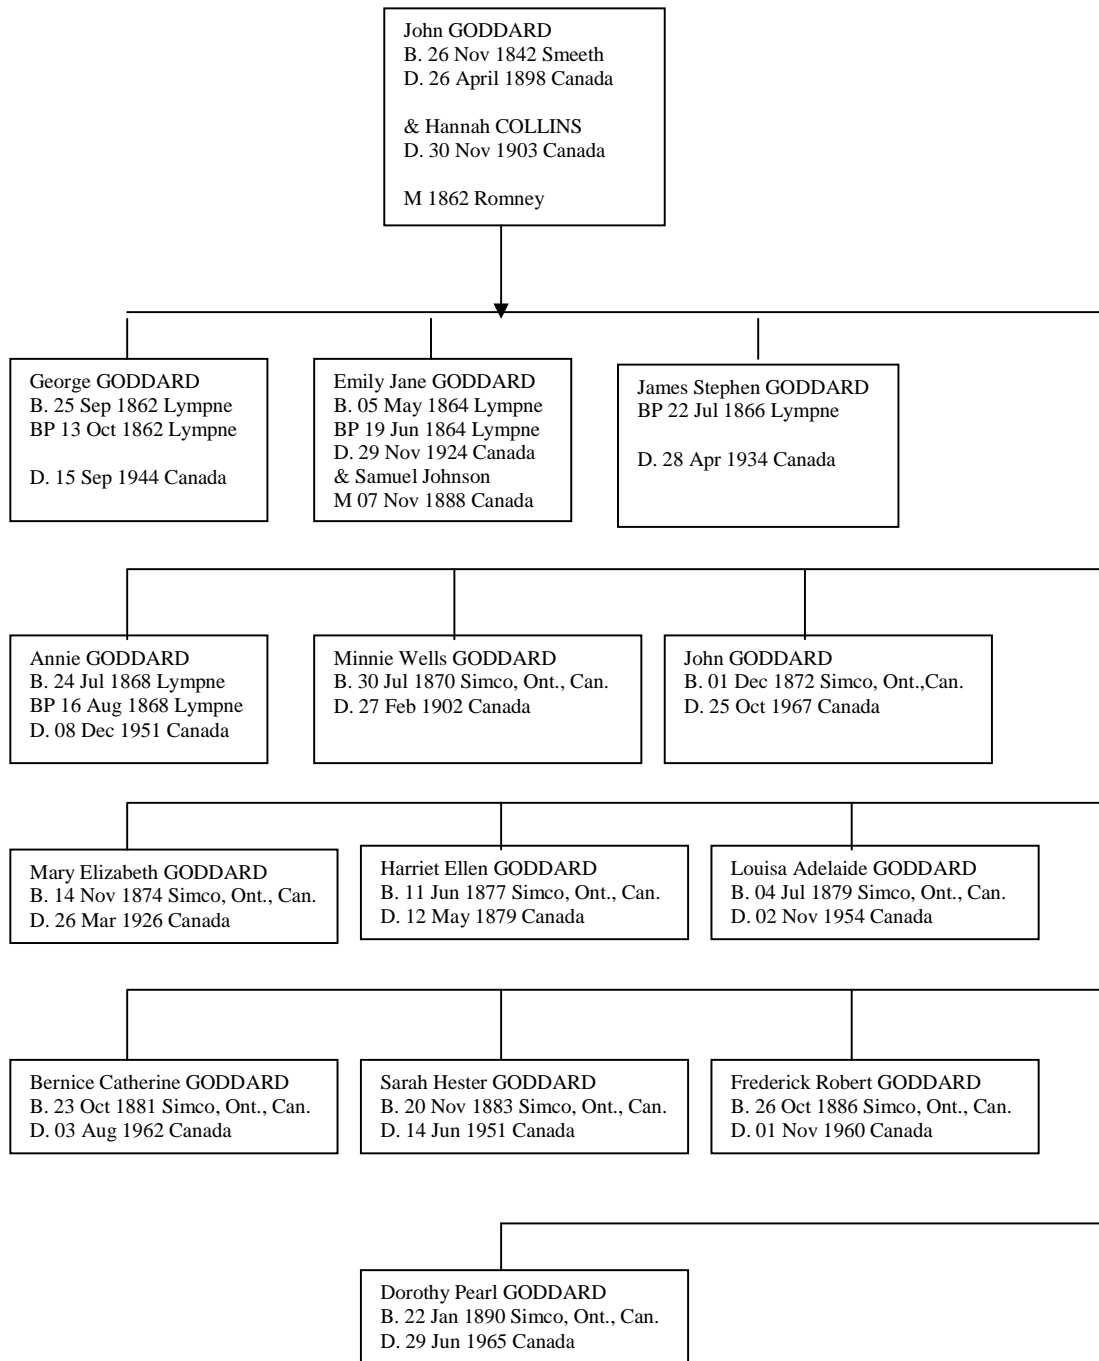 John GODDARD
B. 26 Nov 1842 Smeeth
D. 26 April 1898 Canada
& Hannah COLLINS
D. 30 Nov 1903 Canada
M 1862 Romney
George GODDARD
B. 25 Sep 1862 Lympne
BP 13 Oct 1862 Lympne
D. 15 Sep 1944 Canada
Emily Jane GODDARD
B. 05 May 1864 Lympne
BP 19 Jun 1864 Lympne
D. 29 Nov 1924 Canada
& Samuel Johnson
M 07 Nov 1888 Canada
James Stephen GODDARD
BP 22 Jul 1866 Lympne
D. 28 Apr 1934 Canada
Annie GODDARD
B. 24 Jul 1868 Lympne
BP 16 Aug 1868 Lympne
D. 08 Dec 1951 Canada
Minnie Wells GODDARD
B. 30 Jul 1870 Simco, Ont., Can.
D. 27 Feb 1902 Canada
John GODDARD
B. 01 Dec 1872 Simco, Ont.,Can.
D. 25 Oct 1967 Canada
Mary Elizabeth GODDARD
B. 14 Nov 1874 Simco, Ont., Can.
D. 26 Mar 1926 Canada
Harriet Ellen GODDARD
B. 11 Jun 1877 Simco, Ont., Can.
D. 12 May 1879 Canada
Louisa Adelaide GODDARD
B. 04 Jul 1879 Simco, Ont., Can.
D. 02 Nov 1954 Canada
Bernice Catherine GODDARD
B. 23 Oct 1881 Simco, Ont., Can.
D. 03 Aug 1962 Canada
Sarah Hester GODDARD
B. 20 Nov 1883 Simco, Ont., Can.
D. 14 Jun 1951 Canada
Frederick Robert GODDARD
B. 26 Oct 1886 Simco, Ont., Can.
D. 01 Nov 1960 Canada
Dorothy Pearl GODDARD
B. 22 Jan 1890 Simco, Ont., Can.
D. 29 Jun 1965 Canada